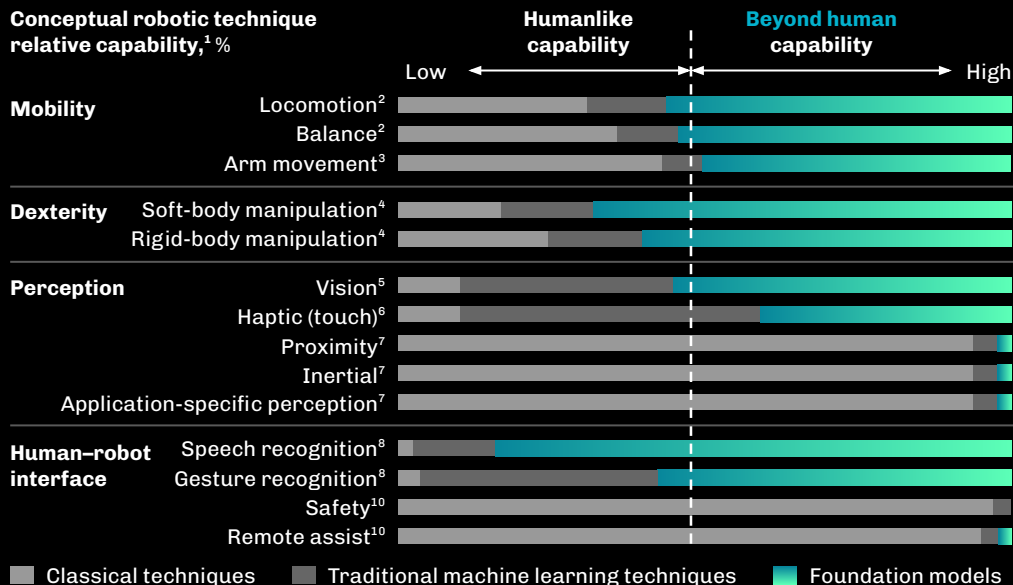 Conceptual robotic technique
relative capability,¹ %
Humanlike
capability
Beyond human
capability
Low
High
Mobility
Locomotion²
Balance²
Arm movement³
Dexterity
Soft-body manipulation⁴
Rigid-body manipulation⁴
Perception
Vision⁵
Haptic (touch)⁶
Proximity⁷
Inertial⁷
Application-specific perception⁷
Human–robot
interface
Speech recognition⁸
Gesture recognition⁸
Safety¹⁰
Remote assist¹⁰
Classical techniques
Traditional machine learning techniques
Foundation models